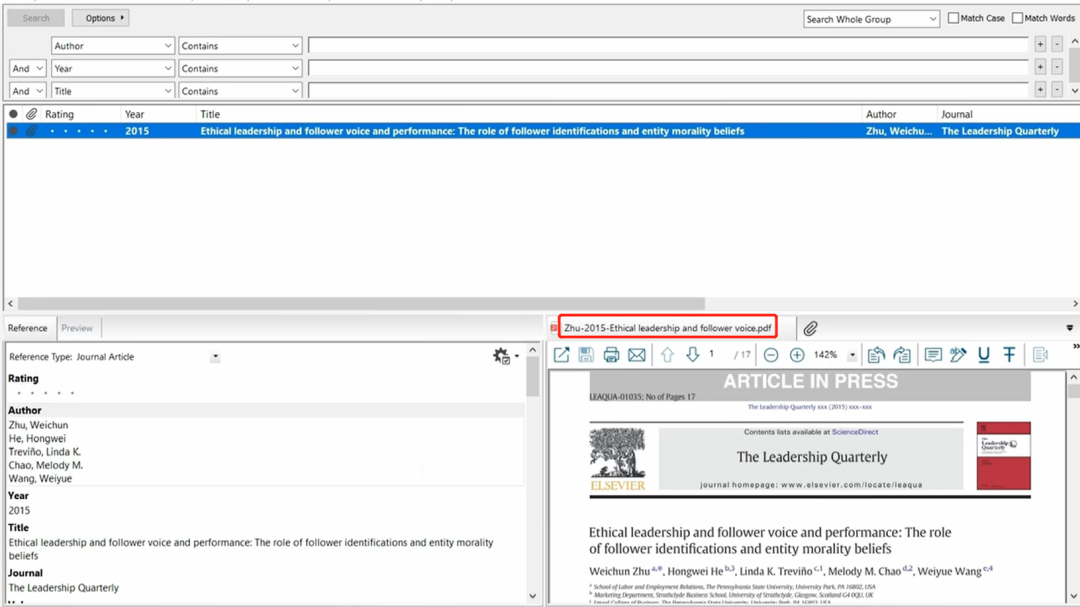 Search Options Search Whole Group Match Case Match Words
Author Contains + -
And Year Contains + -
And Title Contains + -
Rating Year Title Author Journal
2015 Ethical leadership and follower voice and performance: The role of follower identifications and entity morality beliefs Zhu, Weichu... The Leadership Quarterly
Reference Preview
Reference Type: Journal Article
Rating
Author
Zhu, Weichun
He, Hongwei
Treviño, Linda K.
Chao, Melody M.
Wang, Weiyue
Year
2015
Title
Ethical leadership and follower voice and performance: The role of follower identifications and entity morality
beliefs
Journal
The Leadership Quarterly
Zhu-2015-Ethical leadership and follower voice.pdf
1 / 17 142%
ARTICLE IN PRESS
LEAQUA-01035; No of Pages 17
The Leadership Quarterly xxx (2015) xxx–xxx
Contents lists available at ScienceDirect
The Leadership Quarterly
journal homepage: www.elsevier.com/locate/leaqua
ELSEVIER
Leadership
Quarterly
Ethical leadership and follower voice and performance: The role
of follower identifications and entity morality beliefs
Weichun Zhu a,*, Hongwei He b,3, Linda K. Treviño c,1, Melody M. Chao d,2, Weiyue Wang e,4
a School of Labor and Employment Relations, The Pennsylvania State University, University Park, PA 16802, USA
b Marketing Department, Strathclyde Business School, University of Strathclyde, Glasgow, Scotland G4 0QU, UK